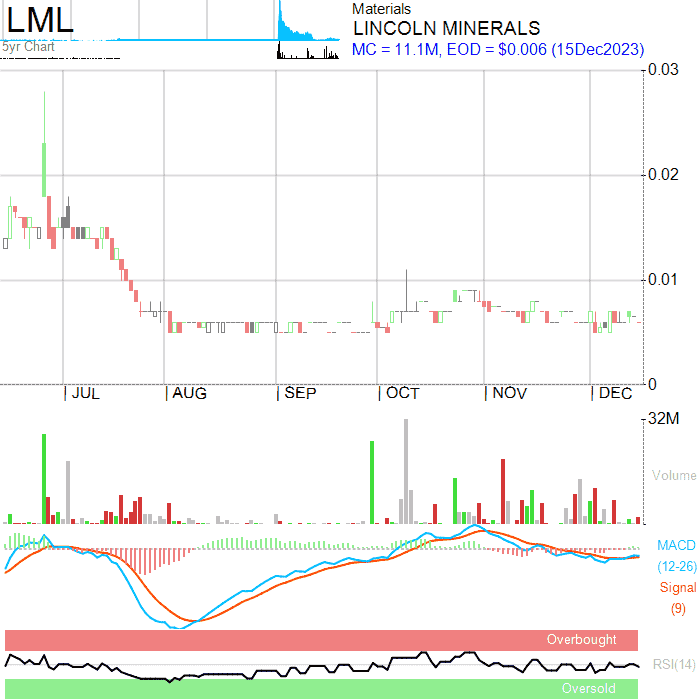 LML
5yr Chart
Materials
LINCOLN MINERALS
MC = 11.1M, EOD = $0.006 (15Dec2023)
0.03
0.02
0.01
0
JUL AUG SEP OCT NOV DEC
32M
Volume
MACD
(12-26)
Signal
(9)
Overbought
RSI(14)
Oversold